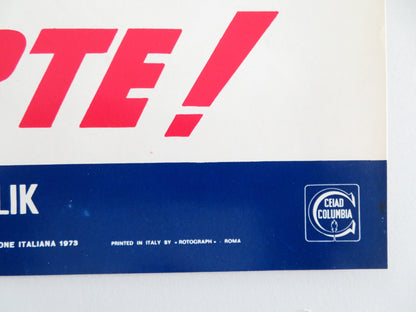 PTE!
LIK
ONE ITALIANA 1973
PRINTED IN ITALY BY « ROTOGRAPH » - ROMA
CEIAD
COLUMBIA